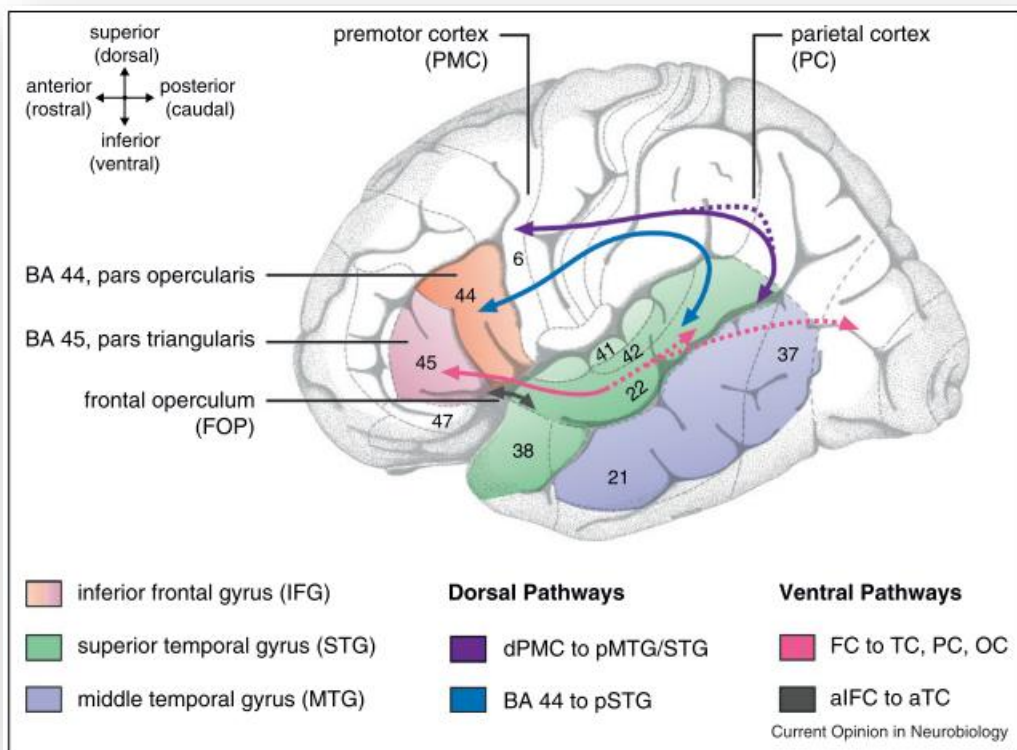 superior
(dorsal)
anterior
(rostral)
posterior
(caudal)
inferior
(ventral)
premotor cortex
(PMC)
parietal cortex
(PC)
BA 44, pars opercularis
BA 45, pars triangularis
frontal operculum
(FOP)
6
44
45
47
41
42
22
38
21
37
inferior frontal gyrus (IFG)
superior temporal gyrus (STG)
middle temporal gyrus (MTG)
Dorsal Pathways
dPMC to pMTG/STG
BA 44 to pSTG
Ventral Pathways
FC to TC, PC, OC
aIFC to aTC
Current Opinion in Neurobiology